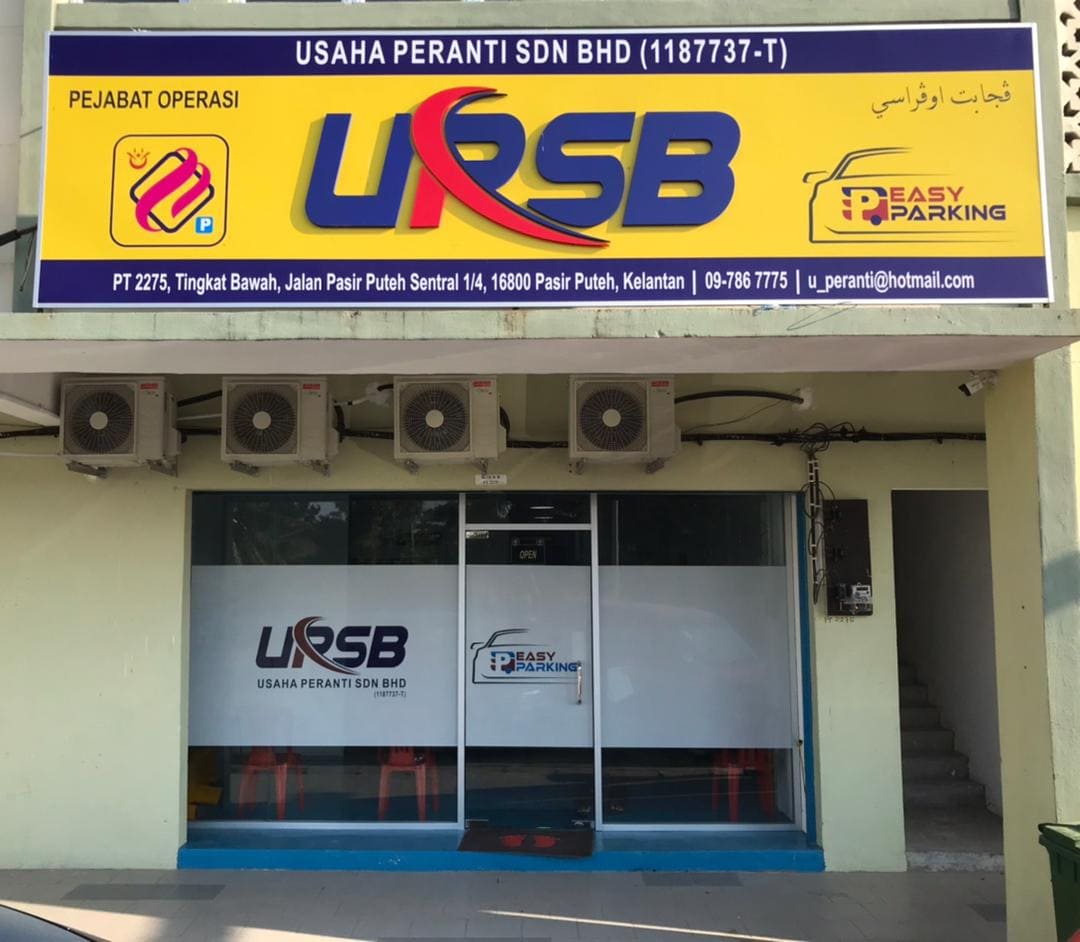 USAHA PERANTI SDN BHD (1187737-T)
PEJABAT OPERASI
ڤجابت اوڤراسي
URSB
P
P EASY
PARKING
PT 2275, Tingkat Bawah, Jalan Pasir Puteh Sentral 1/4, 16800 Pasir Puteh, Kelantan | 09-786 7775 | u_peranti@hotmail.com
OPEN
URSB
USAHA PERANTI SDN BHD
(1187737-T)
P EASY
PARKING
PT 2275